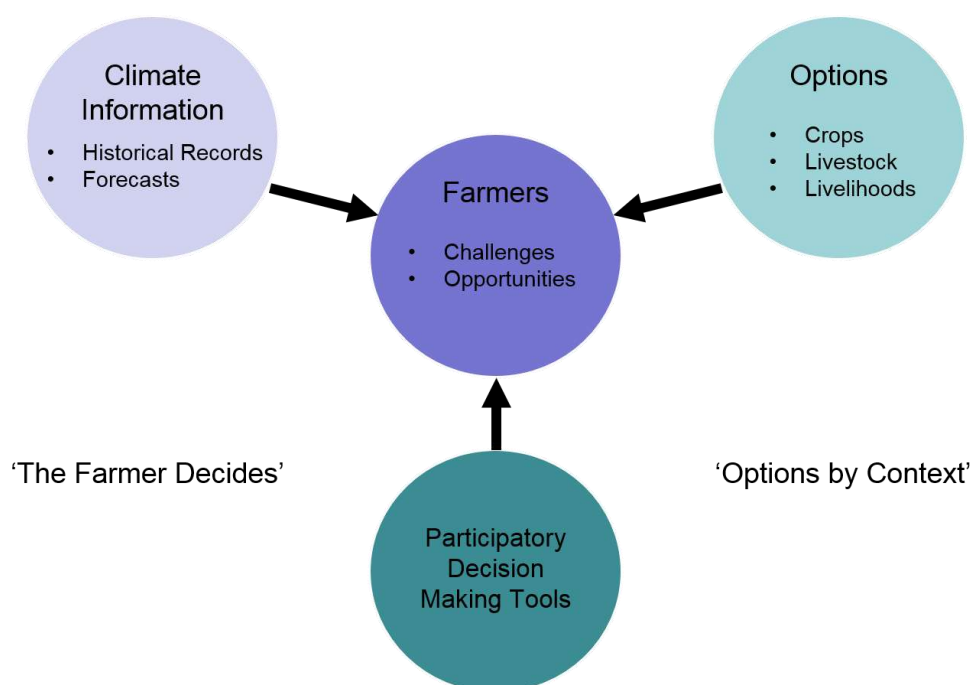 Climate
Information
• Historical Records
• Forecasts
Options
• Crops
• Livestock
• Livelihoods
Farmers
• Challenges
• Opportunities
‘The Farmer Decides’
‘Options by Context’
Participatory
Decision
Making Tools